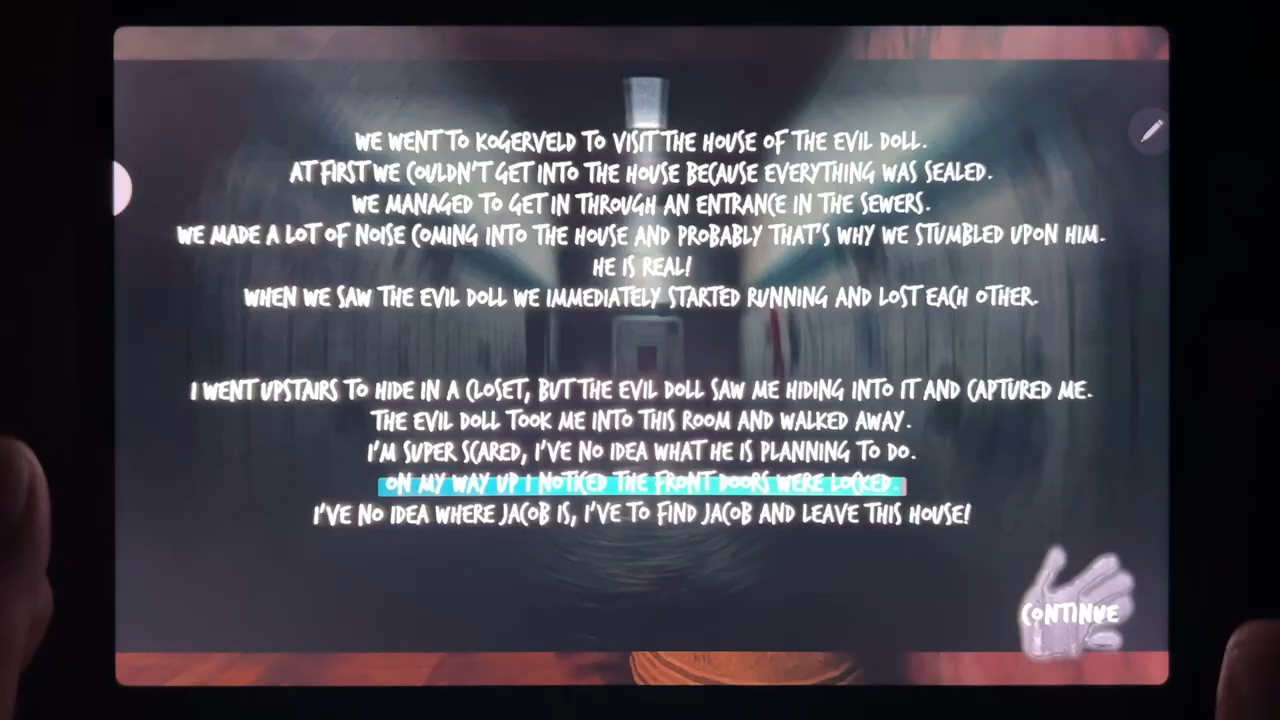 WE WENT TO KOGERVELD TO VISIT THE HOUSE OF THE EVIL DOLL.
AT FIRST WE COULDN'T GET INTO THE HOUSE BECAUSE EVERYTHING WAS SEALED.
WE MANAGED TO GET IN THROUGH AN ENTRANCE IN THE SEWERS.
WE MADE A LOT OF NOISE COMING INTO THE HOUSE AND PROBABLY THAT'S WHY WE STUMBLED UPON HIM.
HE IS REAL!
WHEN WE SAW THE EVIL DOLL WE IMMEDIATELY STARTED RUNNING AND LOST EACH OTHER.
I WENT UPSTAIRS TO HIDE IN A CLOSET, BUT THE EVIL DOLL SAW ME HIDING INTO IT AND CAPTURED ME.
THE EVIL DOLL TOOK ME INTO THIS ROOM AND WALKED AWAY.
I'M SUPER SCARED, I'VE NO IDEA WHAT HE IS PLANNING TO DO.
ON MY WAY UP I NOTICED THE FRONT DOORS WERE LOCKED.
I'VE NO IDEA WHERE JACOB IS, I'VE TO FIND JACOB AND LEAVE THIS HOUSE!
CONTINUE